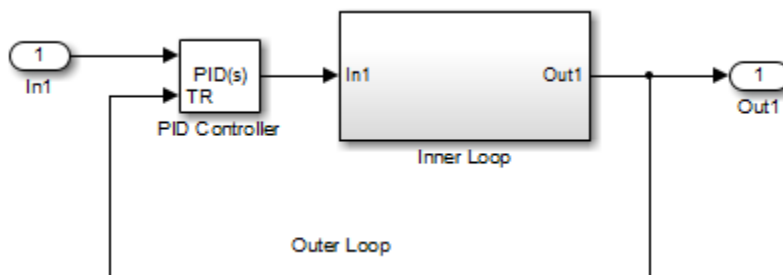 1
In1
PID(s)
TR
PID Controller
In1
Out1
Inner Loop
1
Out1
Outer Loop